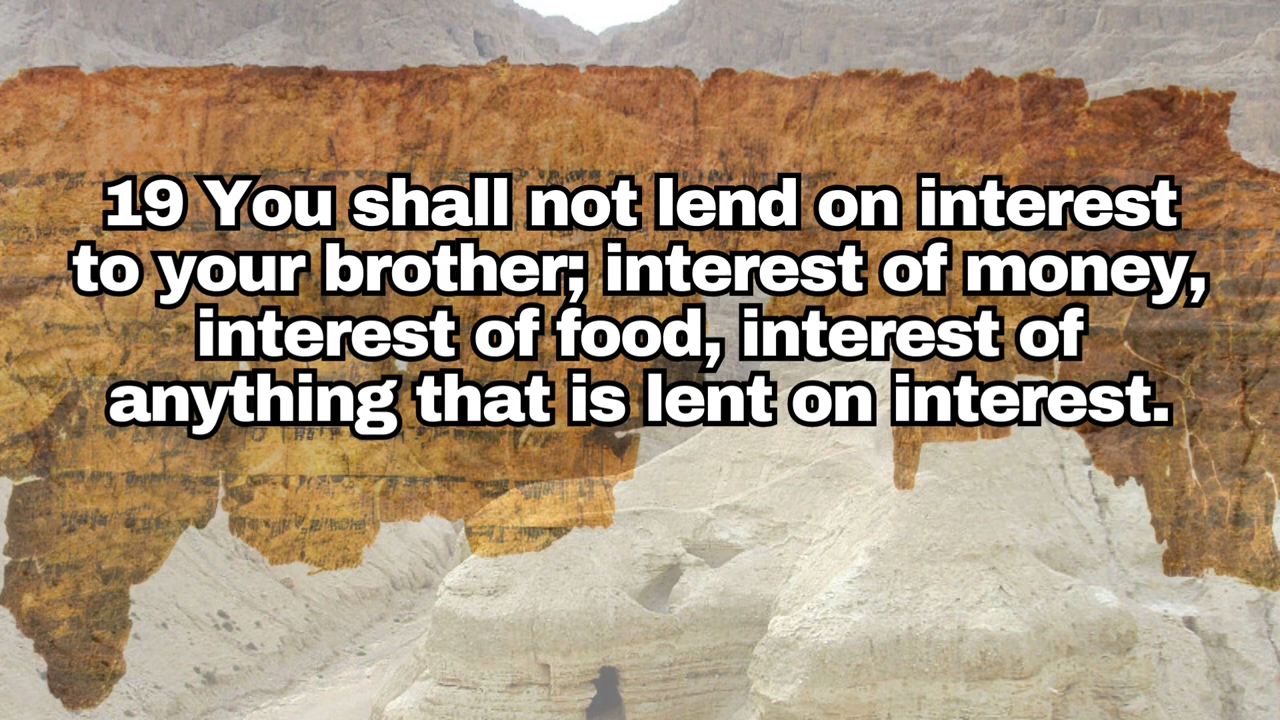 19 You shall not lend on interest
to your brother; interest of money,
interest of food, interest of
anything that is lent on interest.